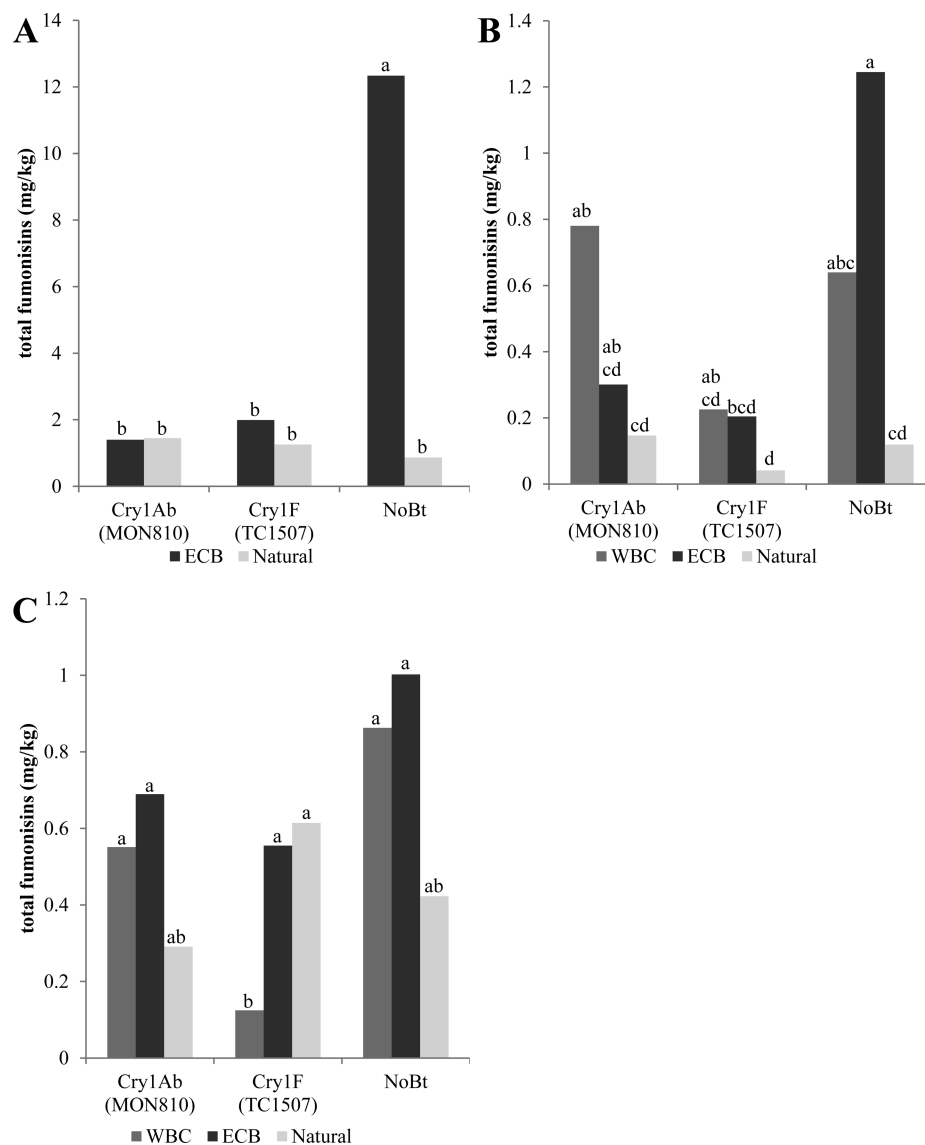 A
total fumonisins (mg/kg)
14
12
10
8
6
4
2
0
b b
b
b
a
b
Cry1Ab
(MON810)
Cry1F
(TC1507)
NoBt
ECB Natural
B
total fumonisins (mg/kg)
1.4
1.2
1
0.8
0.6
0.4
0.2
0
ab
ab
cd
cd
ab
cd
bcd
d
abc
a
cd
Cry1Ab
(MON810)
Cry1F
(TC1507)
NoBt
WBC ECB Natural
C
total fumonisins (mg/kg)
1.2
1
0.8
0.6
0.4
0.2
0
a
a
ab
b
a
a
a
a
ab
Cry1Ab
(MON810)
Cry1F
(TC1507)
NoBt
WBC ECB Natural